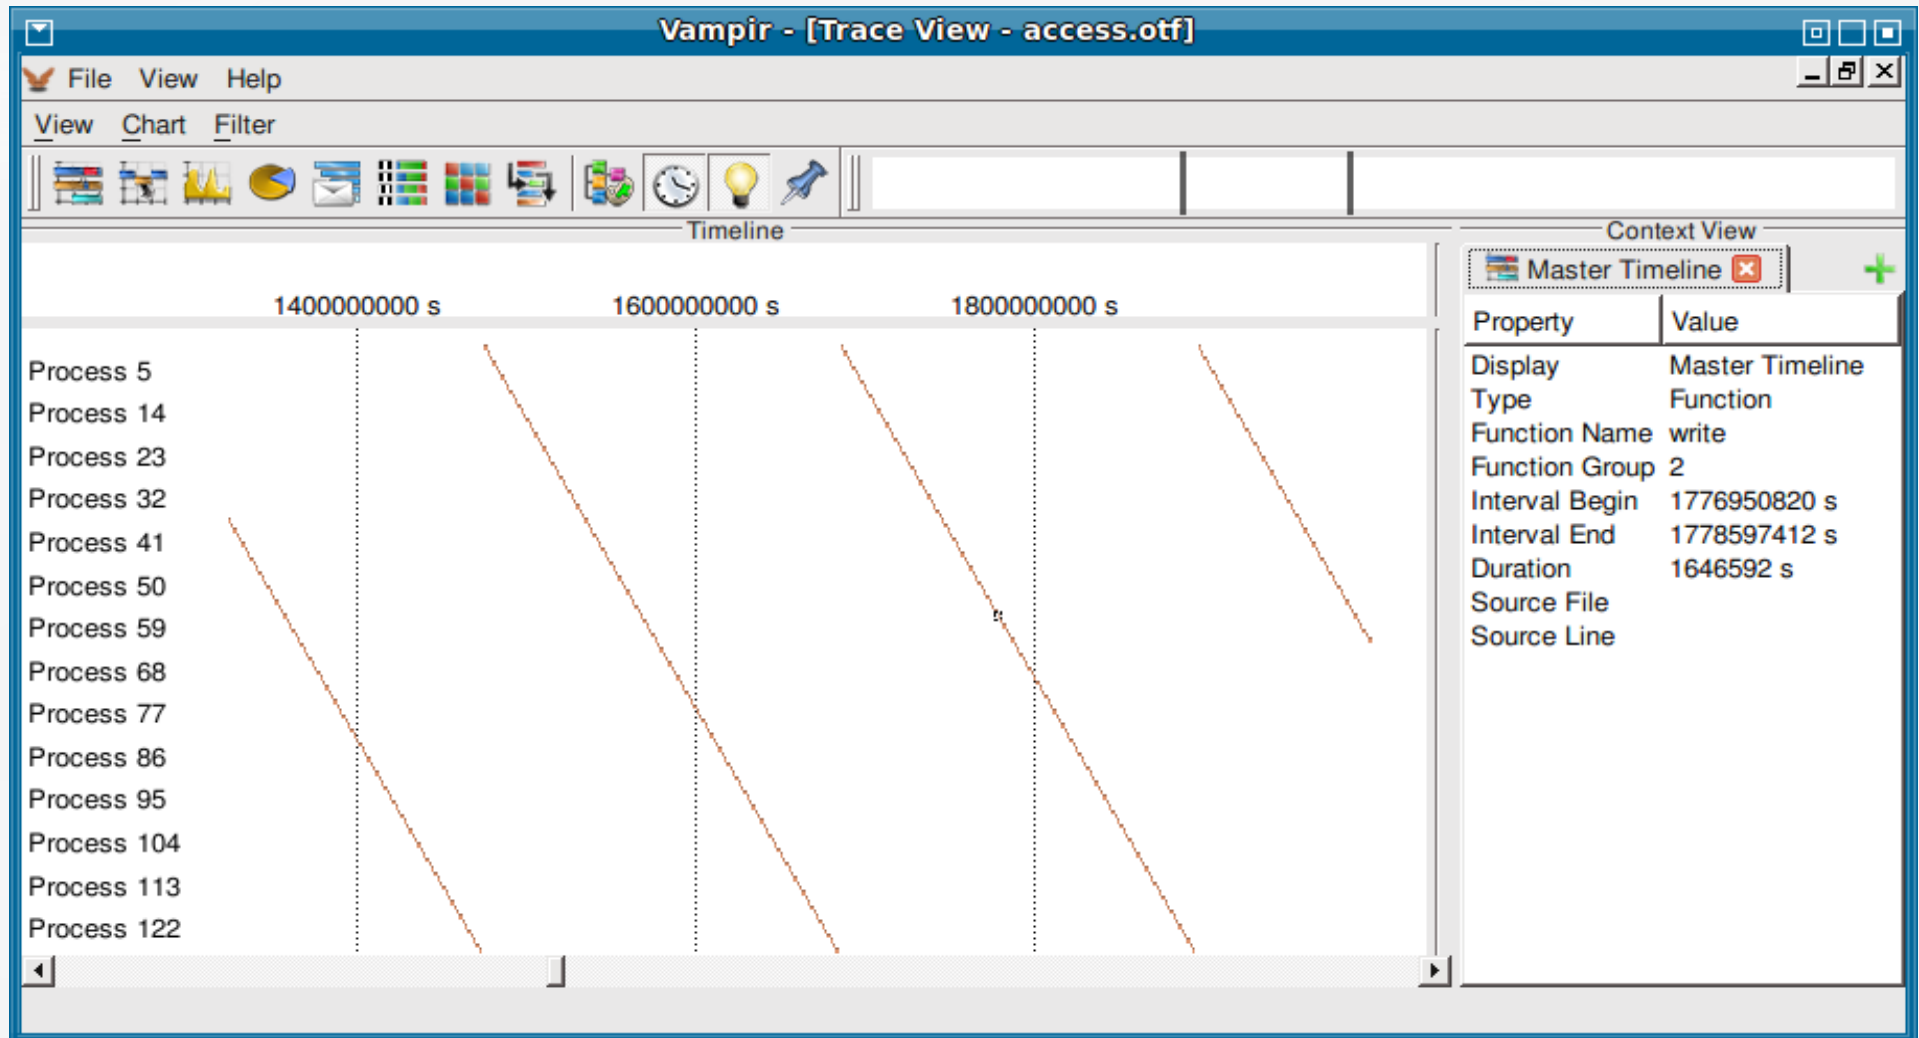 Vampir - [Trace View - access.otf]
File View Help
View Chart Filter
Timeline
Context View
Master Timeline
1400000000 s 1600000000 s 1800000000 s
Property Value
Process 5
Process 14
Process 23
Process 32
Process 41
Process 50
Process 59
Process 68
Process 77
Process 86
Process 95
Process 104
Process 113
Process 122
Display Master Timeline
Type Function
Function Name write
Function Group 2
Interval Begin 1776950820 s
Interval End 1778597412 s
Duration 1646592 s
Source File
Source Line